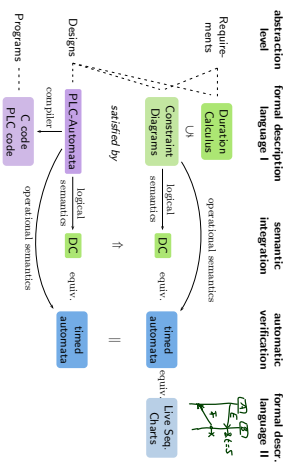 abstraction
level
formal description
language I
semantic
integration
automatic
verification
formal descr.
language II
Require-
ments
Duration
Calculus
⊆
Constraint
Diagrams
logical
semantics
DC
equiv.
timed
automata
equiv.
Live Seq.
Charts
operational semantics
satisfied by
⇑
=
Designs
PLC-Automata
logical
semantics
DC
equiv.
timed
automata
operational semantics
compiler
Programs
C code
PLC code
A
B
E
F